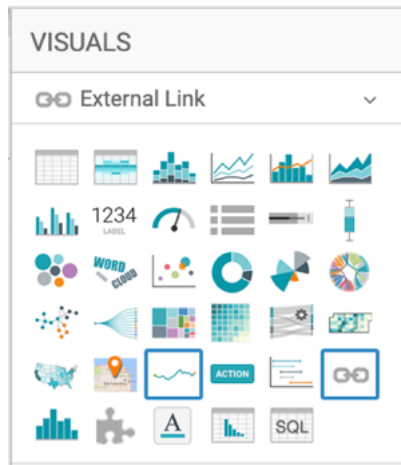 VISUALS
External Link
1234
LABEL
WORD
CLOUD
ACTION
A
SQL